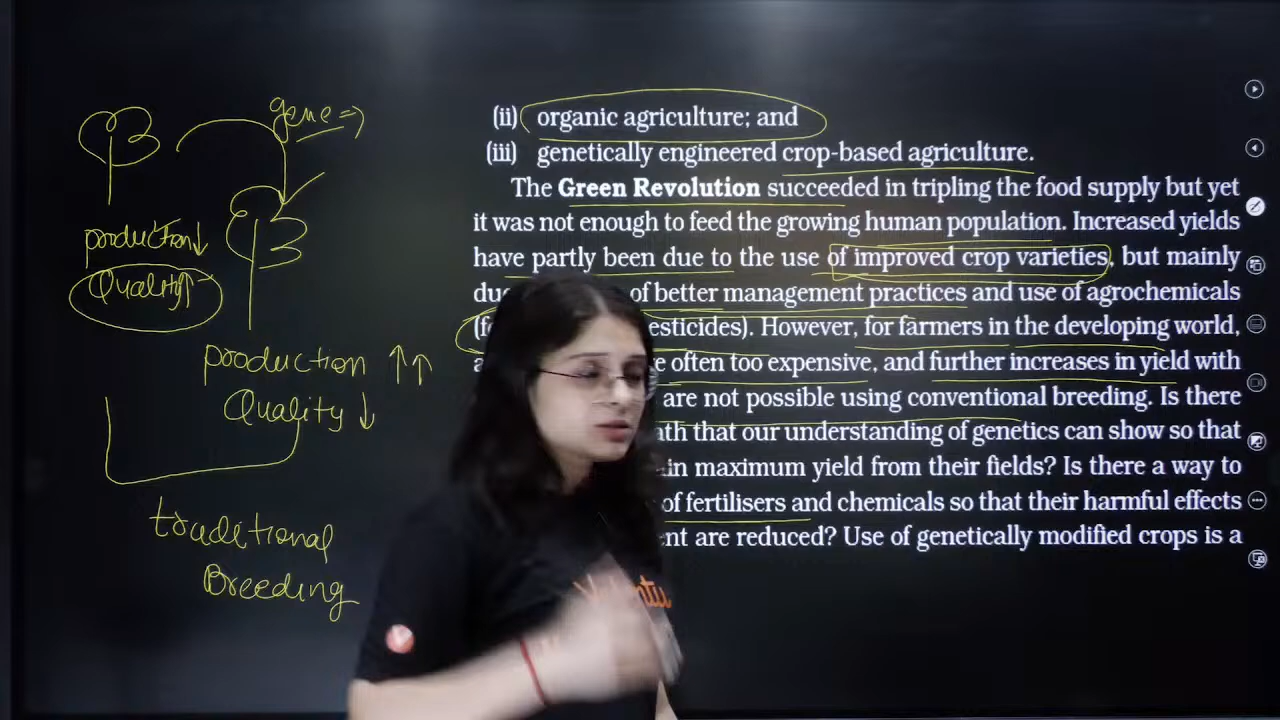 gene =>
production ↓
Quality ↑
production ↑↑
Quality ↓
traditional
Breeding
(ii) organic agriculture; and
(iii) genetically engineered crop-based agriculture.
The Green Revolution succeeded in tripling the food supply but yet
it was not enough to feed the growing human population. Increased yields
have partly been due to the use of improved crop varieties, but mainly
of better management practices and use of agrochemicals
However, for farmers in the developing world,
often too expensive, and further increases in yield with
are not possible using conventional breeding. Is there
that our understanding of genetics can show so that
maximum yield from their fields? Is there a way to
of fertilisers and chemicals so that their harmful effects
are reduced? Use of genetically modified crops is a